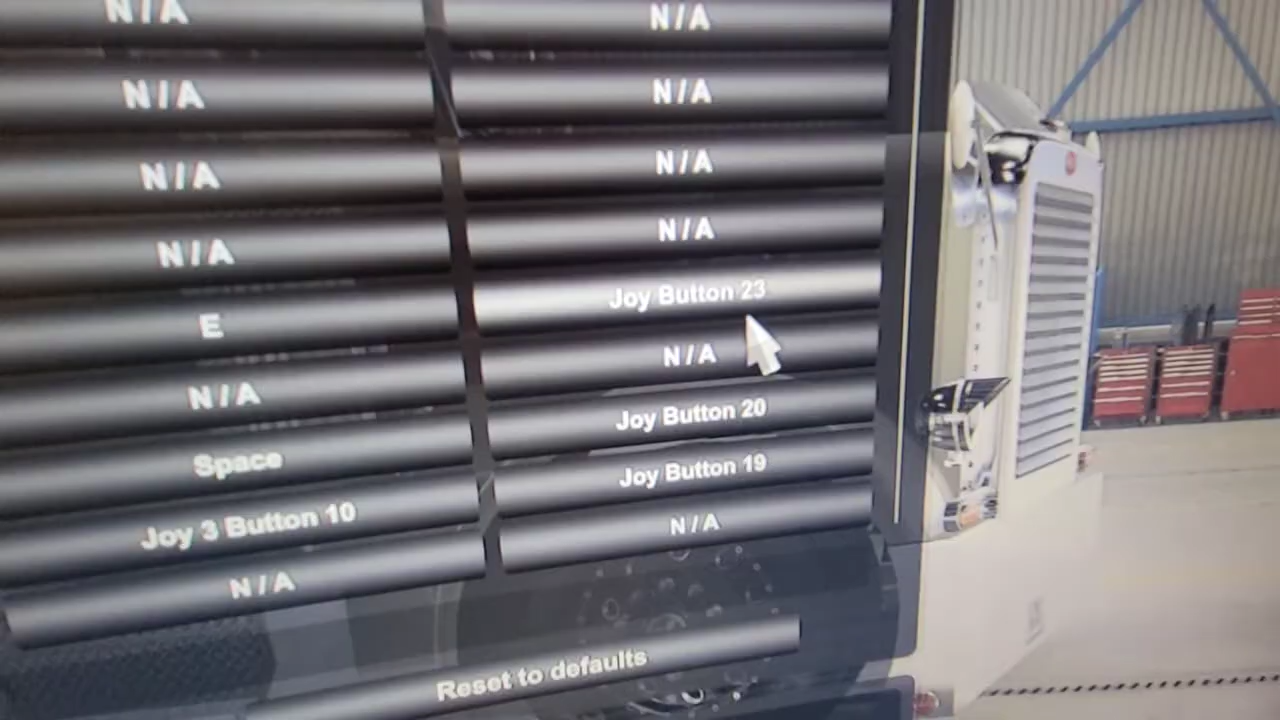 N/A
N/A
N/A
N/A
N/A
N/A
N/A
N/A
E
Joy Button 23
N/A
N/A
Space
Joy Button 20
Joy 3 Button 10
Joy Button 19
N/A
N/A
Reset to defaults